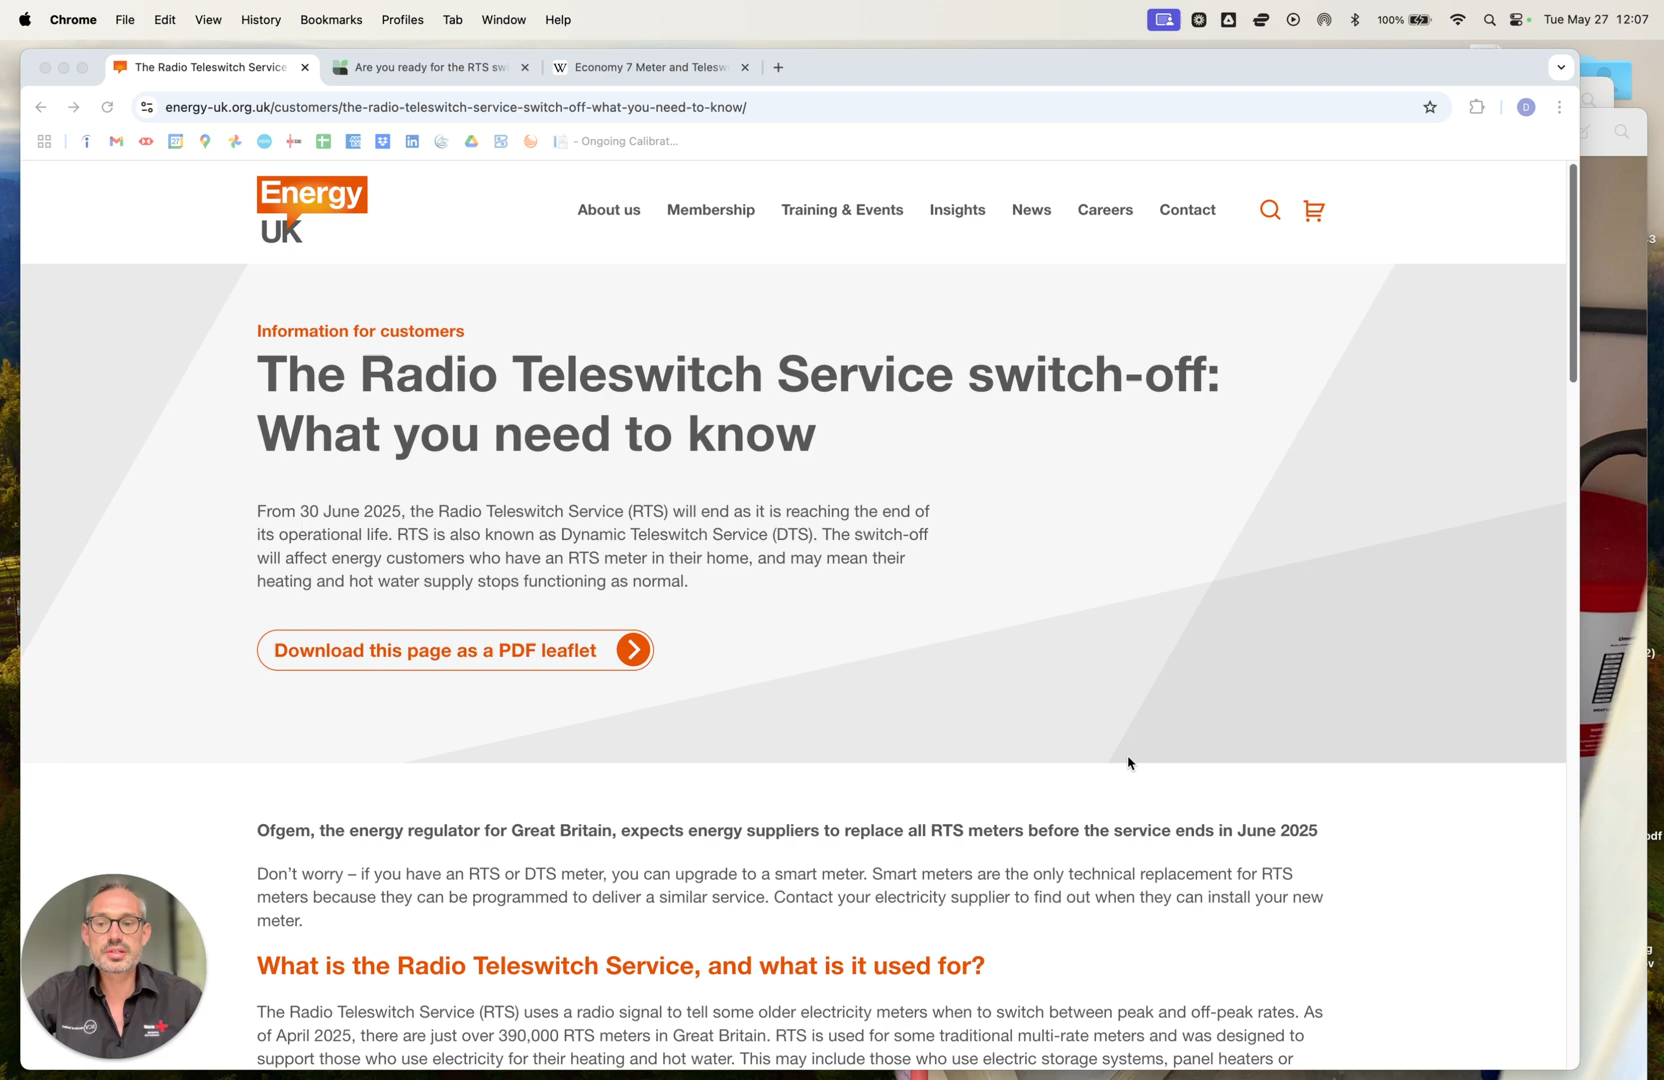 Chrome File Edit View History Bookmarks Profiles Tab Window Help 100% Tue May 27 12:07
The Radio Teleswitch Service Are you ready for the RTS sw Economy 7 Meter and Telesw
energy-uk.org.uk/customers/the-radio-teleswitch-service-switch-off-what-you-need-to-know/
D
27
- Ongoing Calibrat...
Energy
UK
About us Membership Training & Events Insights News Careers Contact
Information for customers
The Radio Teleswitch Service switch-off:
What you need to know
From 30 June 2025, the Radio Teleswitch Service (RTS) will end as it is reaching the end of
its operational life. RTS is also known as Dynamic Teleswitch Service (DTS). The switch-off
will affect energy customers who have an RTS meter in their home, and may mean their
heating and hot water supply stops functioning as normal.
Download this page as a PDF leaflet
Ofgem, the energy regulator for Great Britain, expects energy suppliers to replace all RTS meters before the service ends in June 2025
Don’t worry – if you have an RTS or DTS meter, you can upgrade to a smart meter. Smart meters are the only technical replacement for RTS
meters because they can be programmed to deliver a similar service. Contact your electricity supplier to find out when they can install your new
meter.
What is the Radio Teleswitch Service, and what is it used for?
The Radio Teleswitch Service (RTS) uses a radio signal to tell some older electricity meters when to switch between peak and off-peak rates. As
of April 2025, there are just over 390,000 RTS meters in Great Britain. RTS is used for some traditional multi-rate meters and was designed to
support those who use electricity for their heating and hot water. This may include those who use electric storage systems, panel heaters or